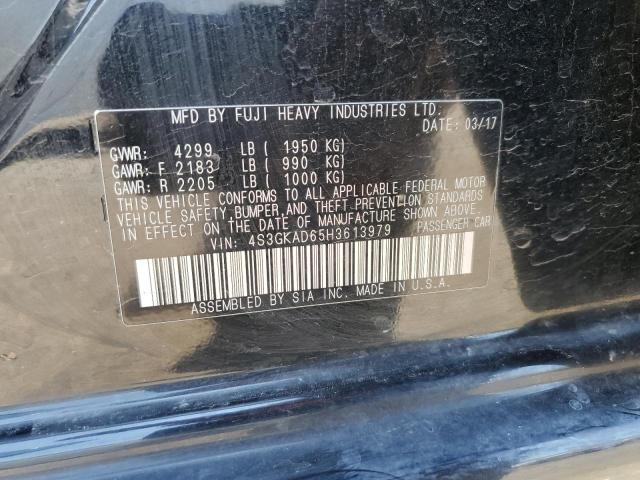 MFD BY FUJI HEAVY INDUSTRIES LTD.
DATE: 03/17
GVWR: 4299 LB ( 1950 KG)
GAWR: F 2183 LB ( 990 KG)
GAWR: R 2205 LB ( 1000 KG)
THIS VEHICLE CONFORMS TO ALL APPLICABLE FEDERAL MOTOR
VEHICLE SAFETY, BUMPER, AND THEFT PREVENTION STANDARDS
IN EFFECT ON THE DATE OF MANUFACTURE SHOWN ABOVE.
VIN: 4S3GKAD65H3613979 PASSENGER CAR
ASSEMBLED BY SIA INC. MADE IN U.S.A.